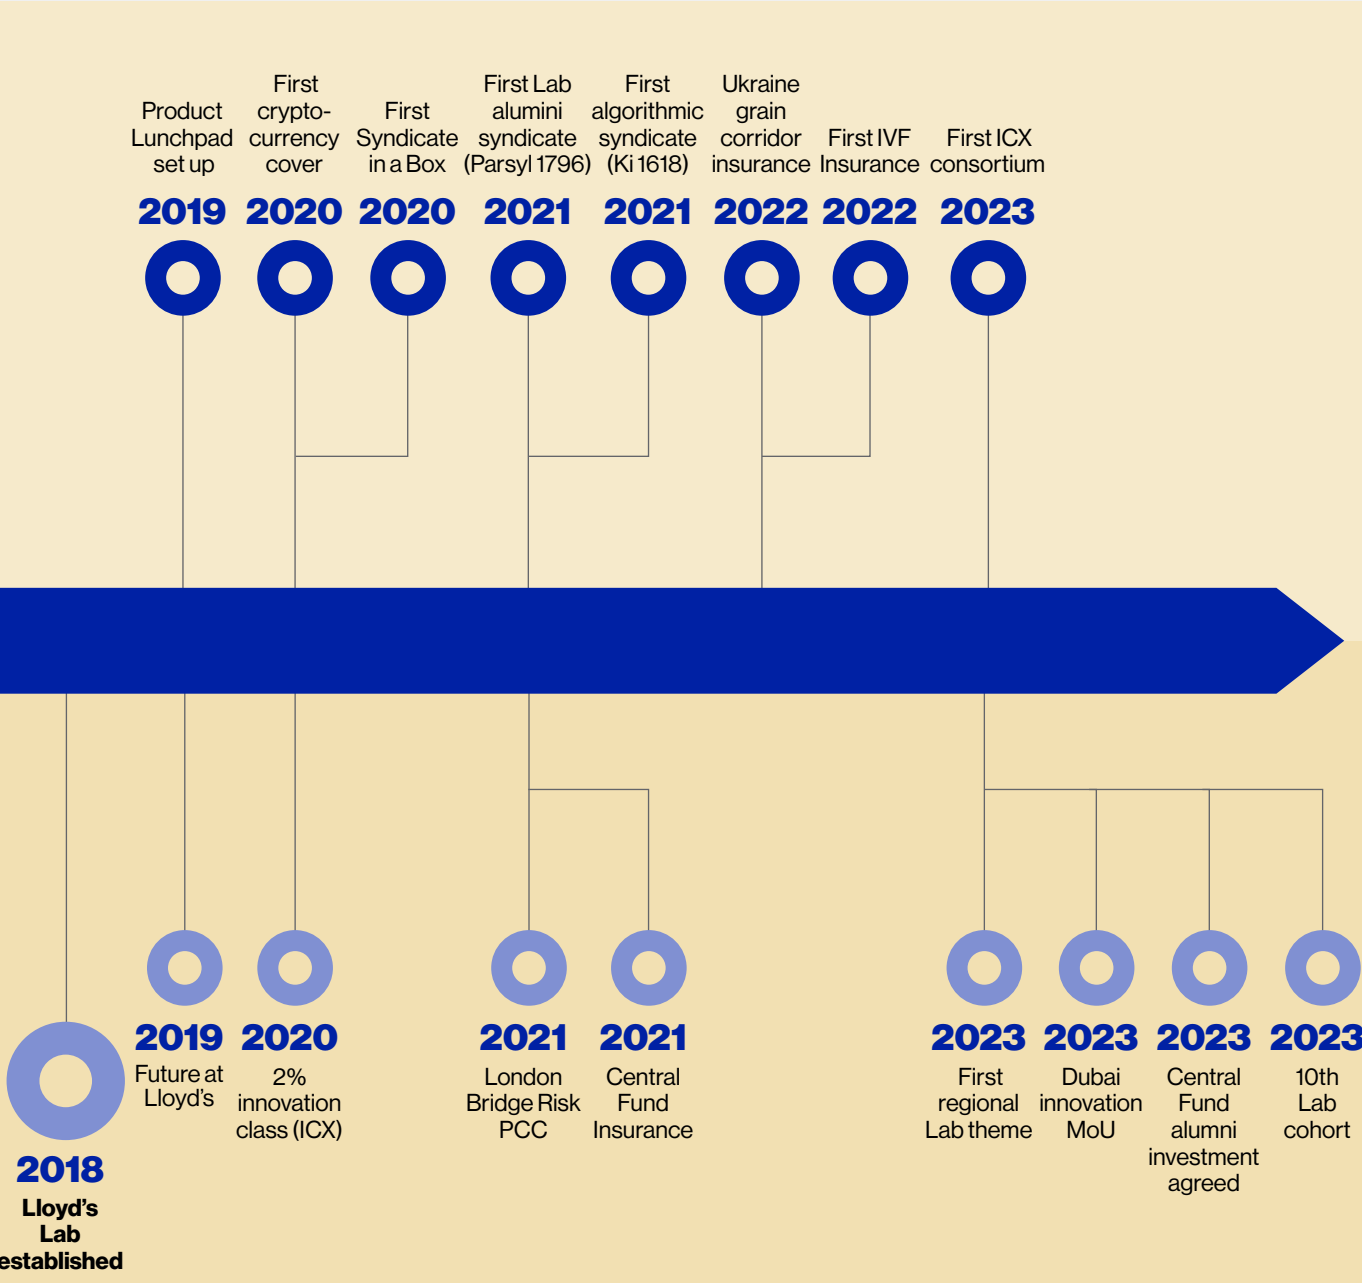 Product
Lunchpad
set up
2019
First
crypto-
currency
cover
2020
First
Syndicate
in a Box
2020
First Lab
alumini
syndicate
(Parsyl 1796)
2021
First
algorithmic
syndicate
(Ki 1618)
2021
Ukraine
grain
corridor
insurance
2022
First IVF
Insurance
2022
First ICX
consortium
2023
2018
Lloyd’s
Lab
established
2019
Future at
Lloyd’s
2020
2%
innovation
class (ICX)
2021
London
Bridge Risk
PCC
2021
Central
Fund
Insurance
2023
First
regional
Lab theme
2023
Dubai
innovation
MoU
2023
Central
Fund
alumni
investment
agreed
2023
10th
Lab
cohort